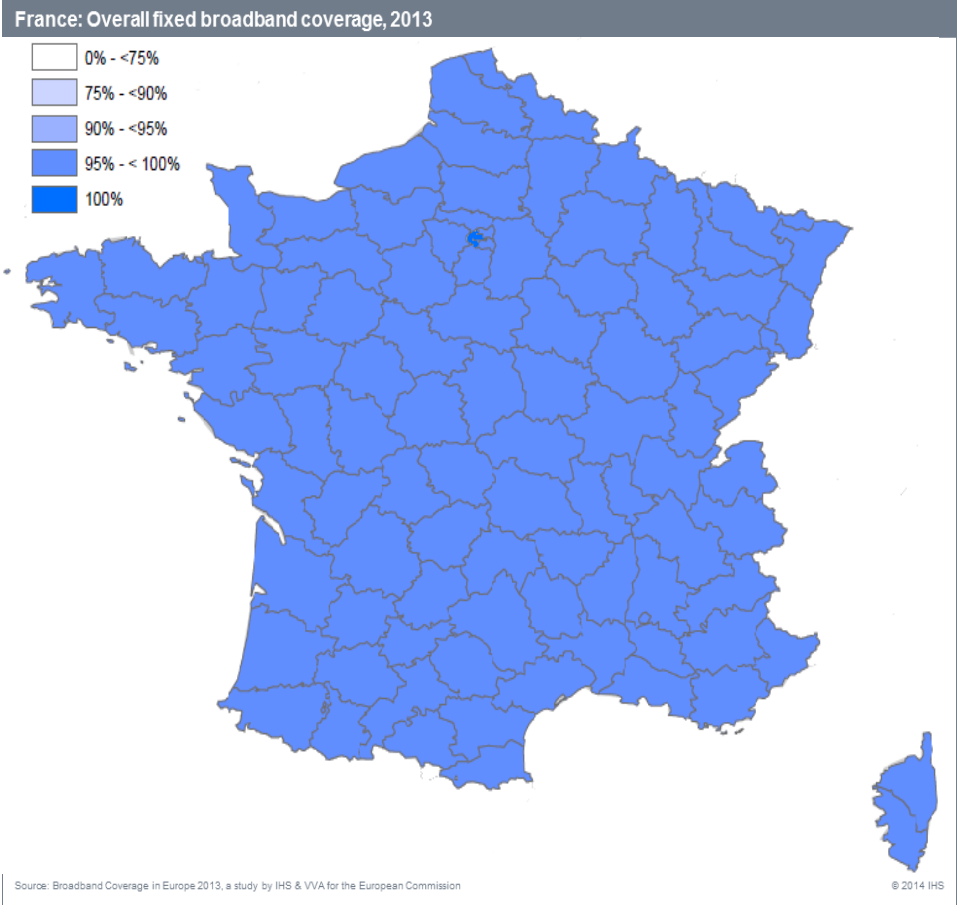 France: Overall fixed broadband coverage, 2013
0% - <75%
75% - <90%
90% - <95%
95% - < 100%
100%
Source: Broadband Coverage in Europe 2013, a study by IHS & VVA for the European Commission
© 2014 IHS